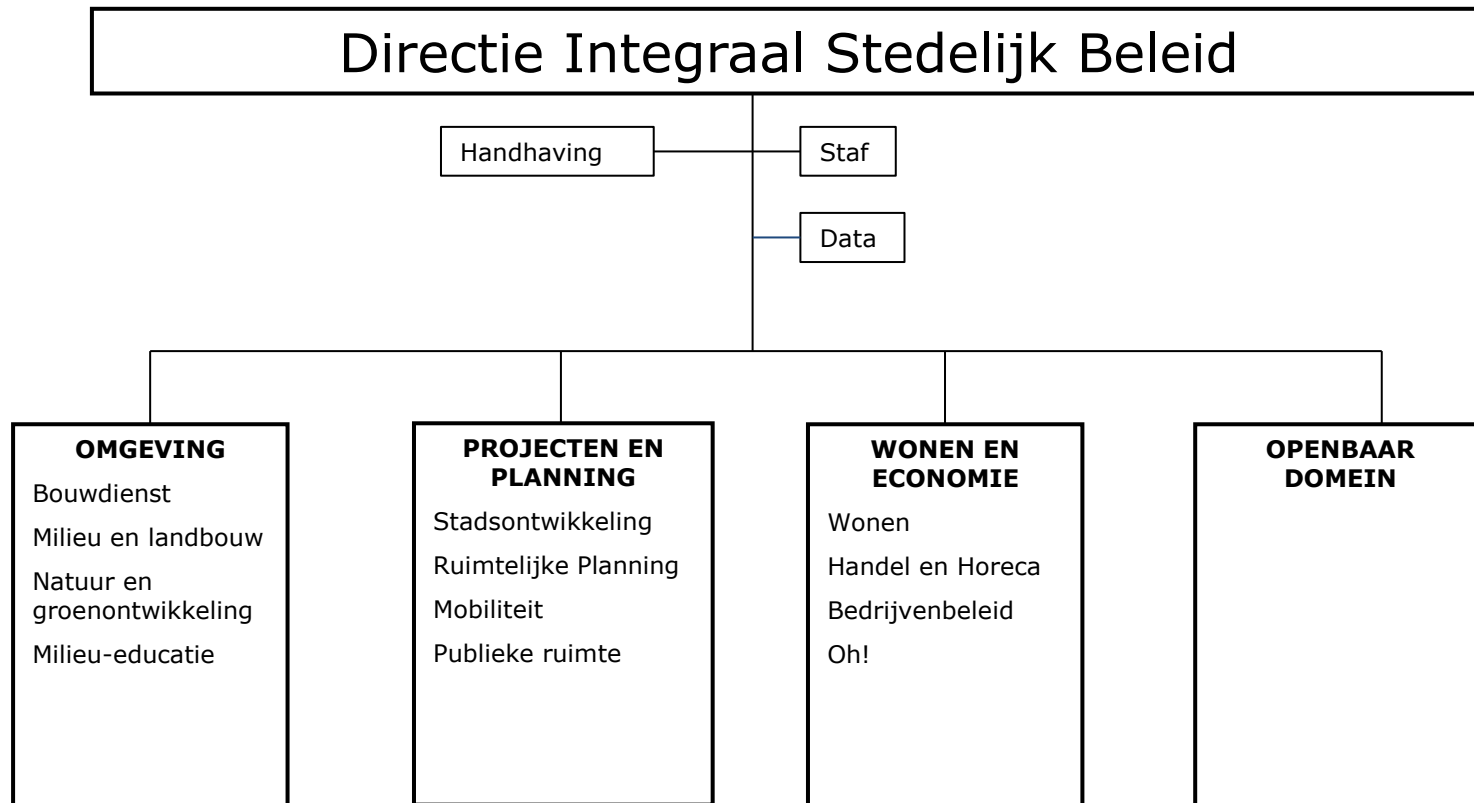 Directie Integraal Stedelijk Beleid
Handhaving
Staf
Data
OMGEVING
Bouwdienst
Milieu en landbouw
Natuur en
groenontwikkeling
Milieu-educatie
PROJECTEN EN
PLANNING
Stadsontwikkeling
Ruimtelijke Planning
Mobiliteit
Publieke ruimte
WONEN EN
ECONOMIE
Wonen
Handel en Horeca
Bedrijvenbeleid
Oh!
OPENBAAR
DOMEIN